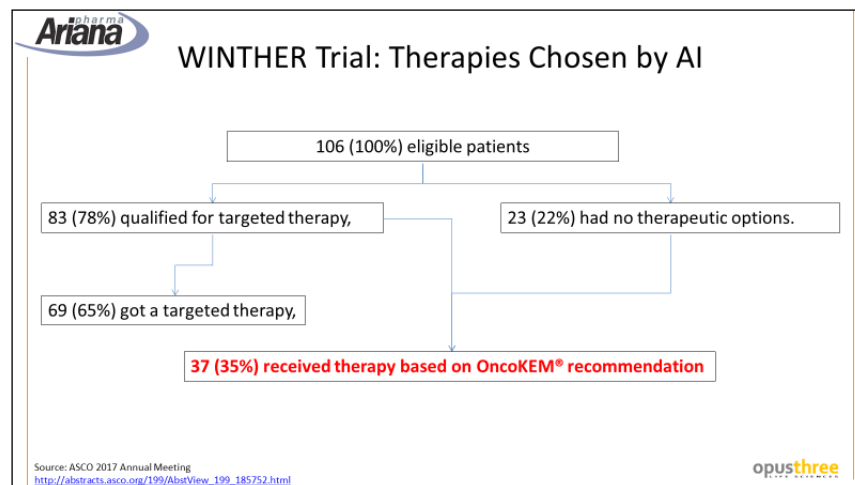 pharma
Ariana
WINTHER Trial: Therapies Chosen by AI
106 (100%) eligible patients
83 (78%) qualified for targeted therapy,
23 (22%) had no therapeutic options.
69 (65%) got a targeted therapy,
37 (35%) received therapy based on OncoKEM® recommendation
Source: ASCO 2017 Annual Meeting
http://abstracts.asco.org/199/AbstView_199_185752.html
opusthree
LIFE SCIENCES